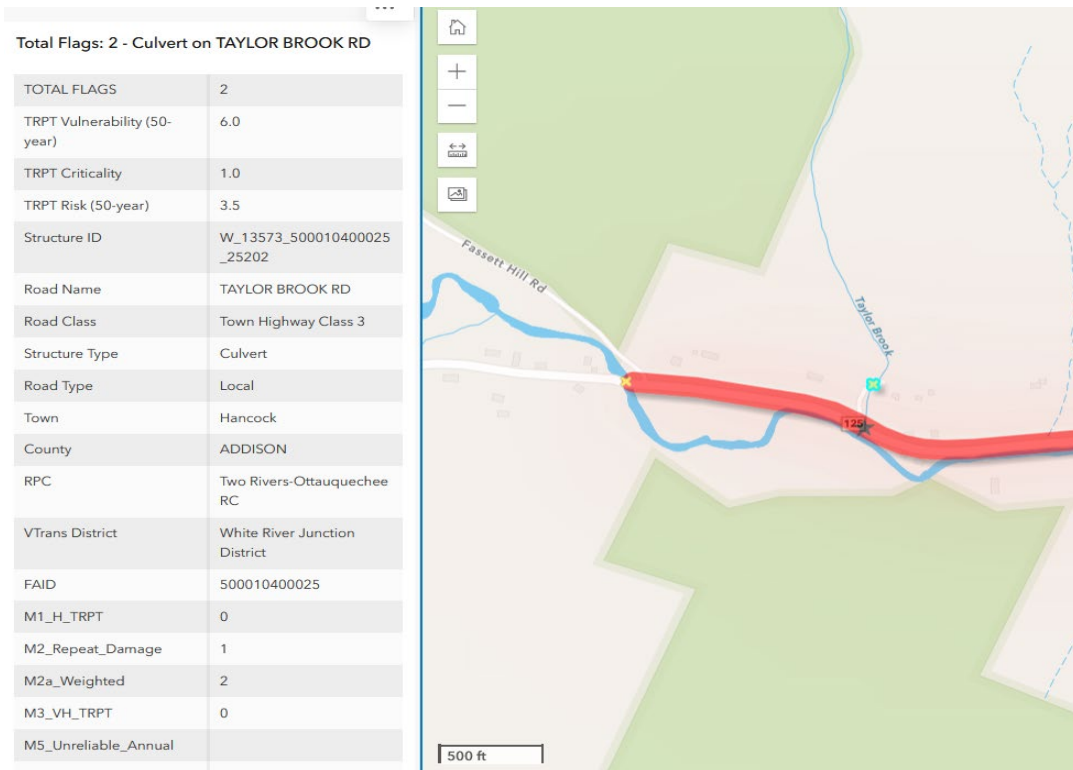 Total Flags: 2 - Culvert on TAYLOR BROOK RD
TOTAL FLAGS 2
TRPT Vulnerability (50- 6.0
year)
TRPT Criticality 1.0
TRPT Risk (50-year) 3.5
Structure ID W_13573_500010400025
_25202
Road Name TAYLOR BROOK RD
Road Class Town Highway Class 3
Structure Type Culvert
Road Type Local
Town Hancock
County ADDISON
RPC Two Rivers-Ottauquechee
RC
VTrans District White River Junction
District
FAID 500010400025
M1_H_TRPT 0
M2_Repeat_Damage 1
M2a_Weighted 2
M3_VH_TRPT 0
M5_Unreliable_Annual
Fassett Hill Rd
Taylor Brook
125
500 ft